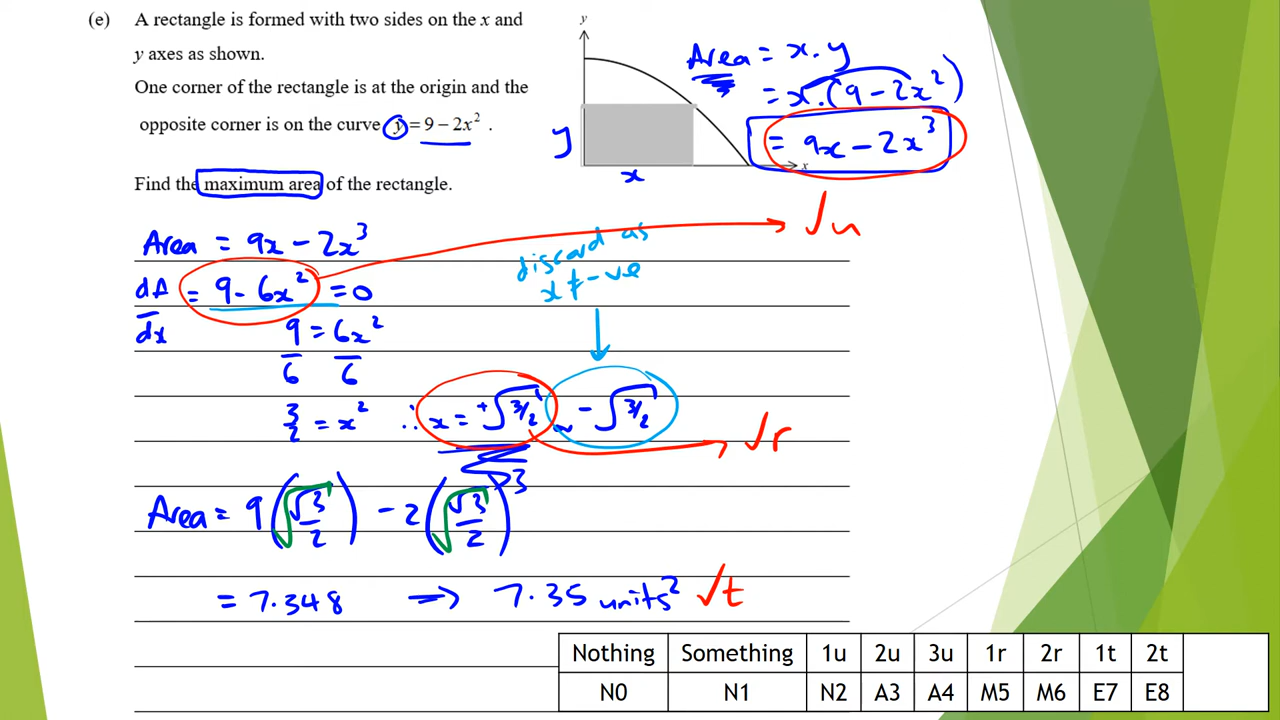 (e) A rectangle is formed with two sides on the x and
y axes as shown.
One corner of the rectangle is at the origin and the
opposite corner is on the curve y = 9 − 2x² .
Find the maximum area of the rectangle.
y
x
y
x
Area = x . y
= x . (9 − 2x²)
= 9x − 2x³
√u
Area = 9x − 2x³
dA/dx = 9 - 6x² = 0
discard as
x ≠ -ve
9/6 = 6x²/6
3/2 = x² ∴ x = +√3/2 ~ − √3/2
√r
Area = 9(√3/2) − 2(√3/2)³
= 7.348 → 7.35 units² √t
Nothing Something 1u 2u 3u 1r 2r 1t 2t
N0 N1 N2 A3 A4 M5 M6 E7 E8